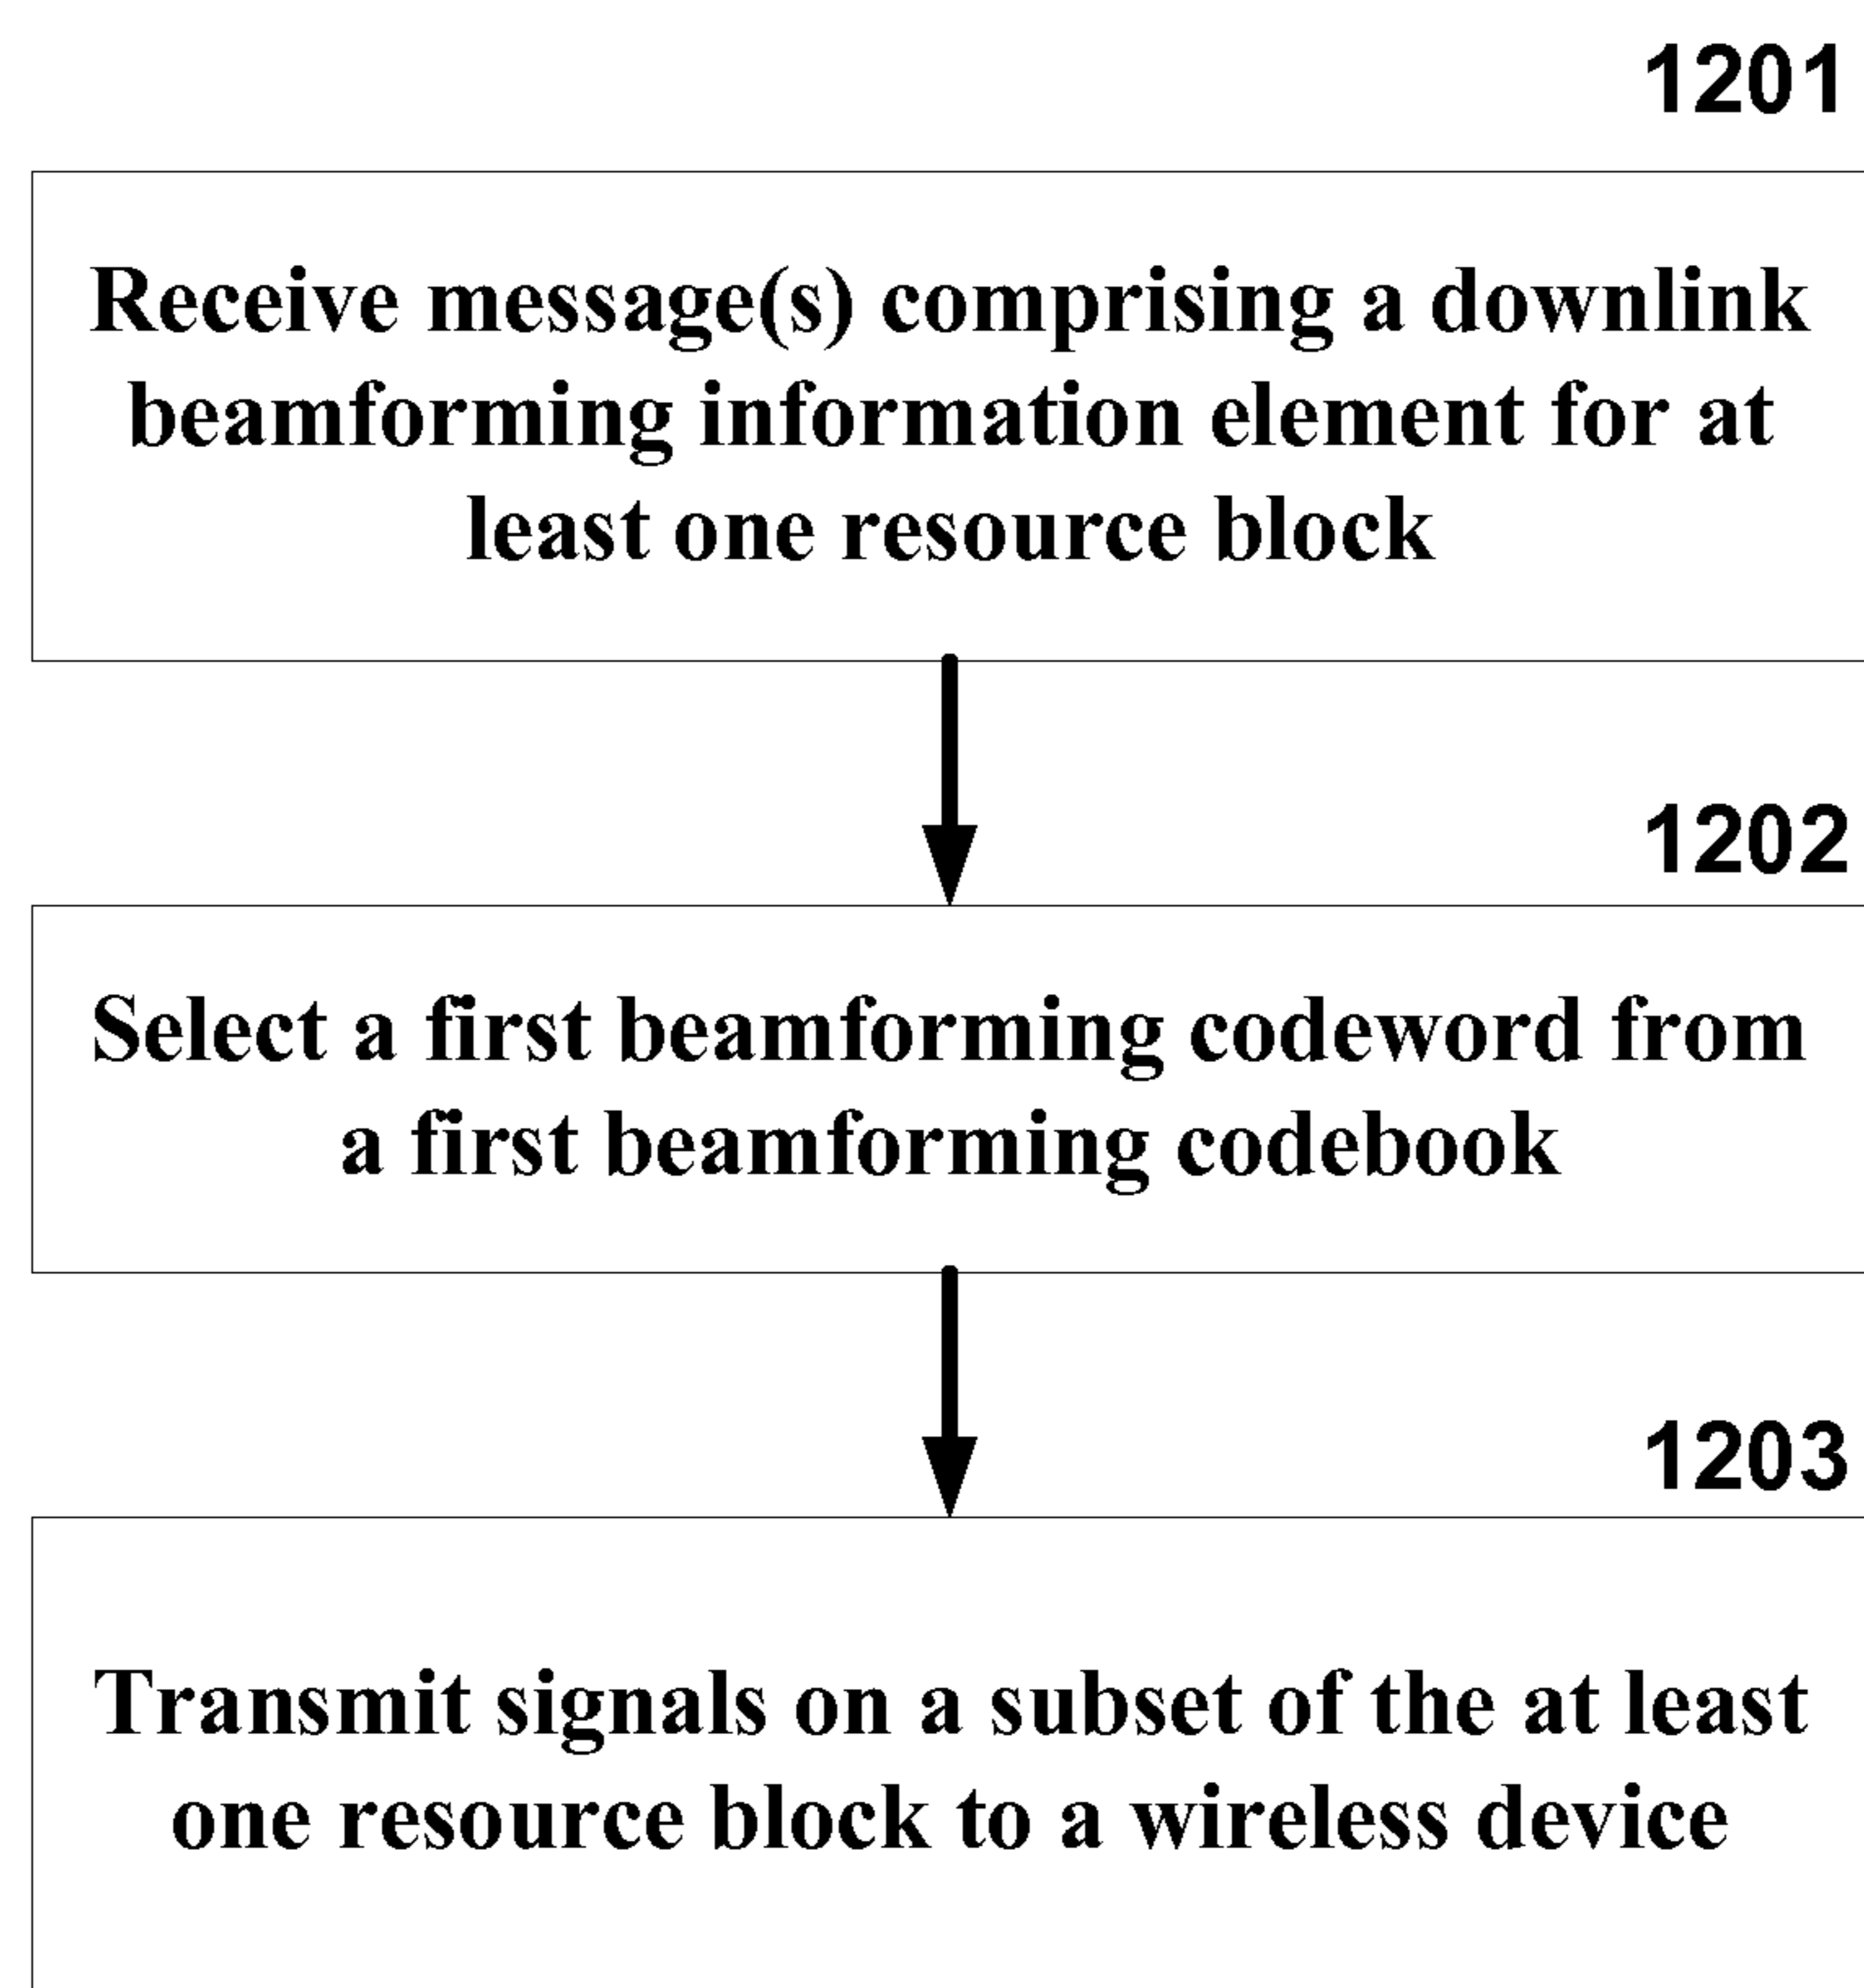 1201
Receive message(s) comprising a downlink
beamforming information element for at
least one resource block
1202
Select a first beamforming codeword from
a first beamforming codebook
1203
Transmit signals on a subset of the at least
one resource block to a wireless device